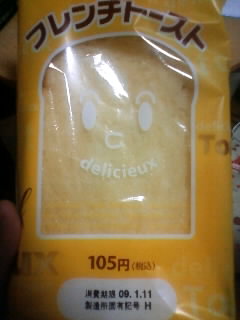 フレンチトースト
delicieux
105円(税込)
消費期限 09.1.11
製造所固有記号 H